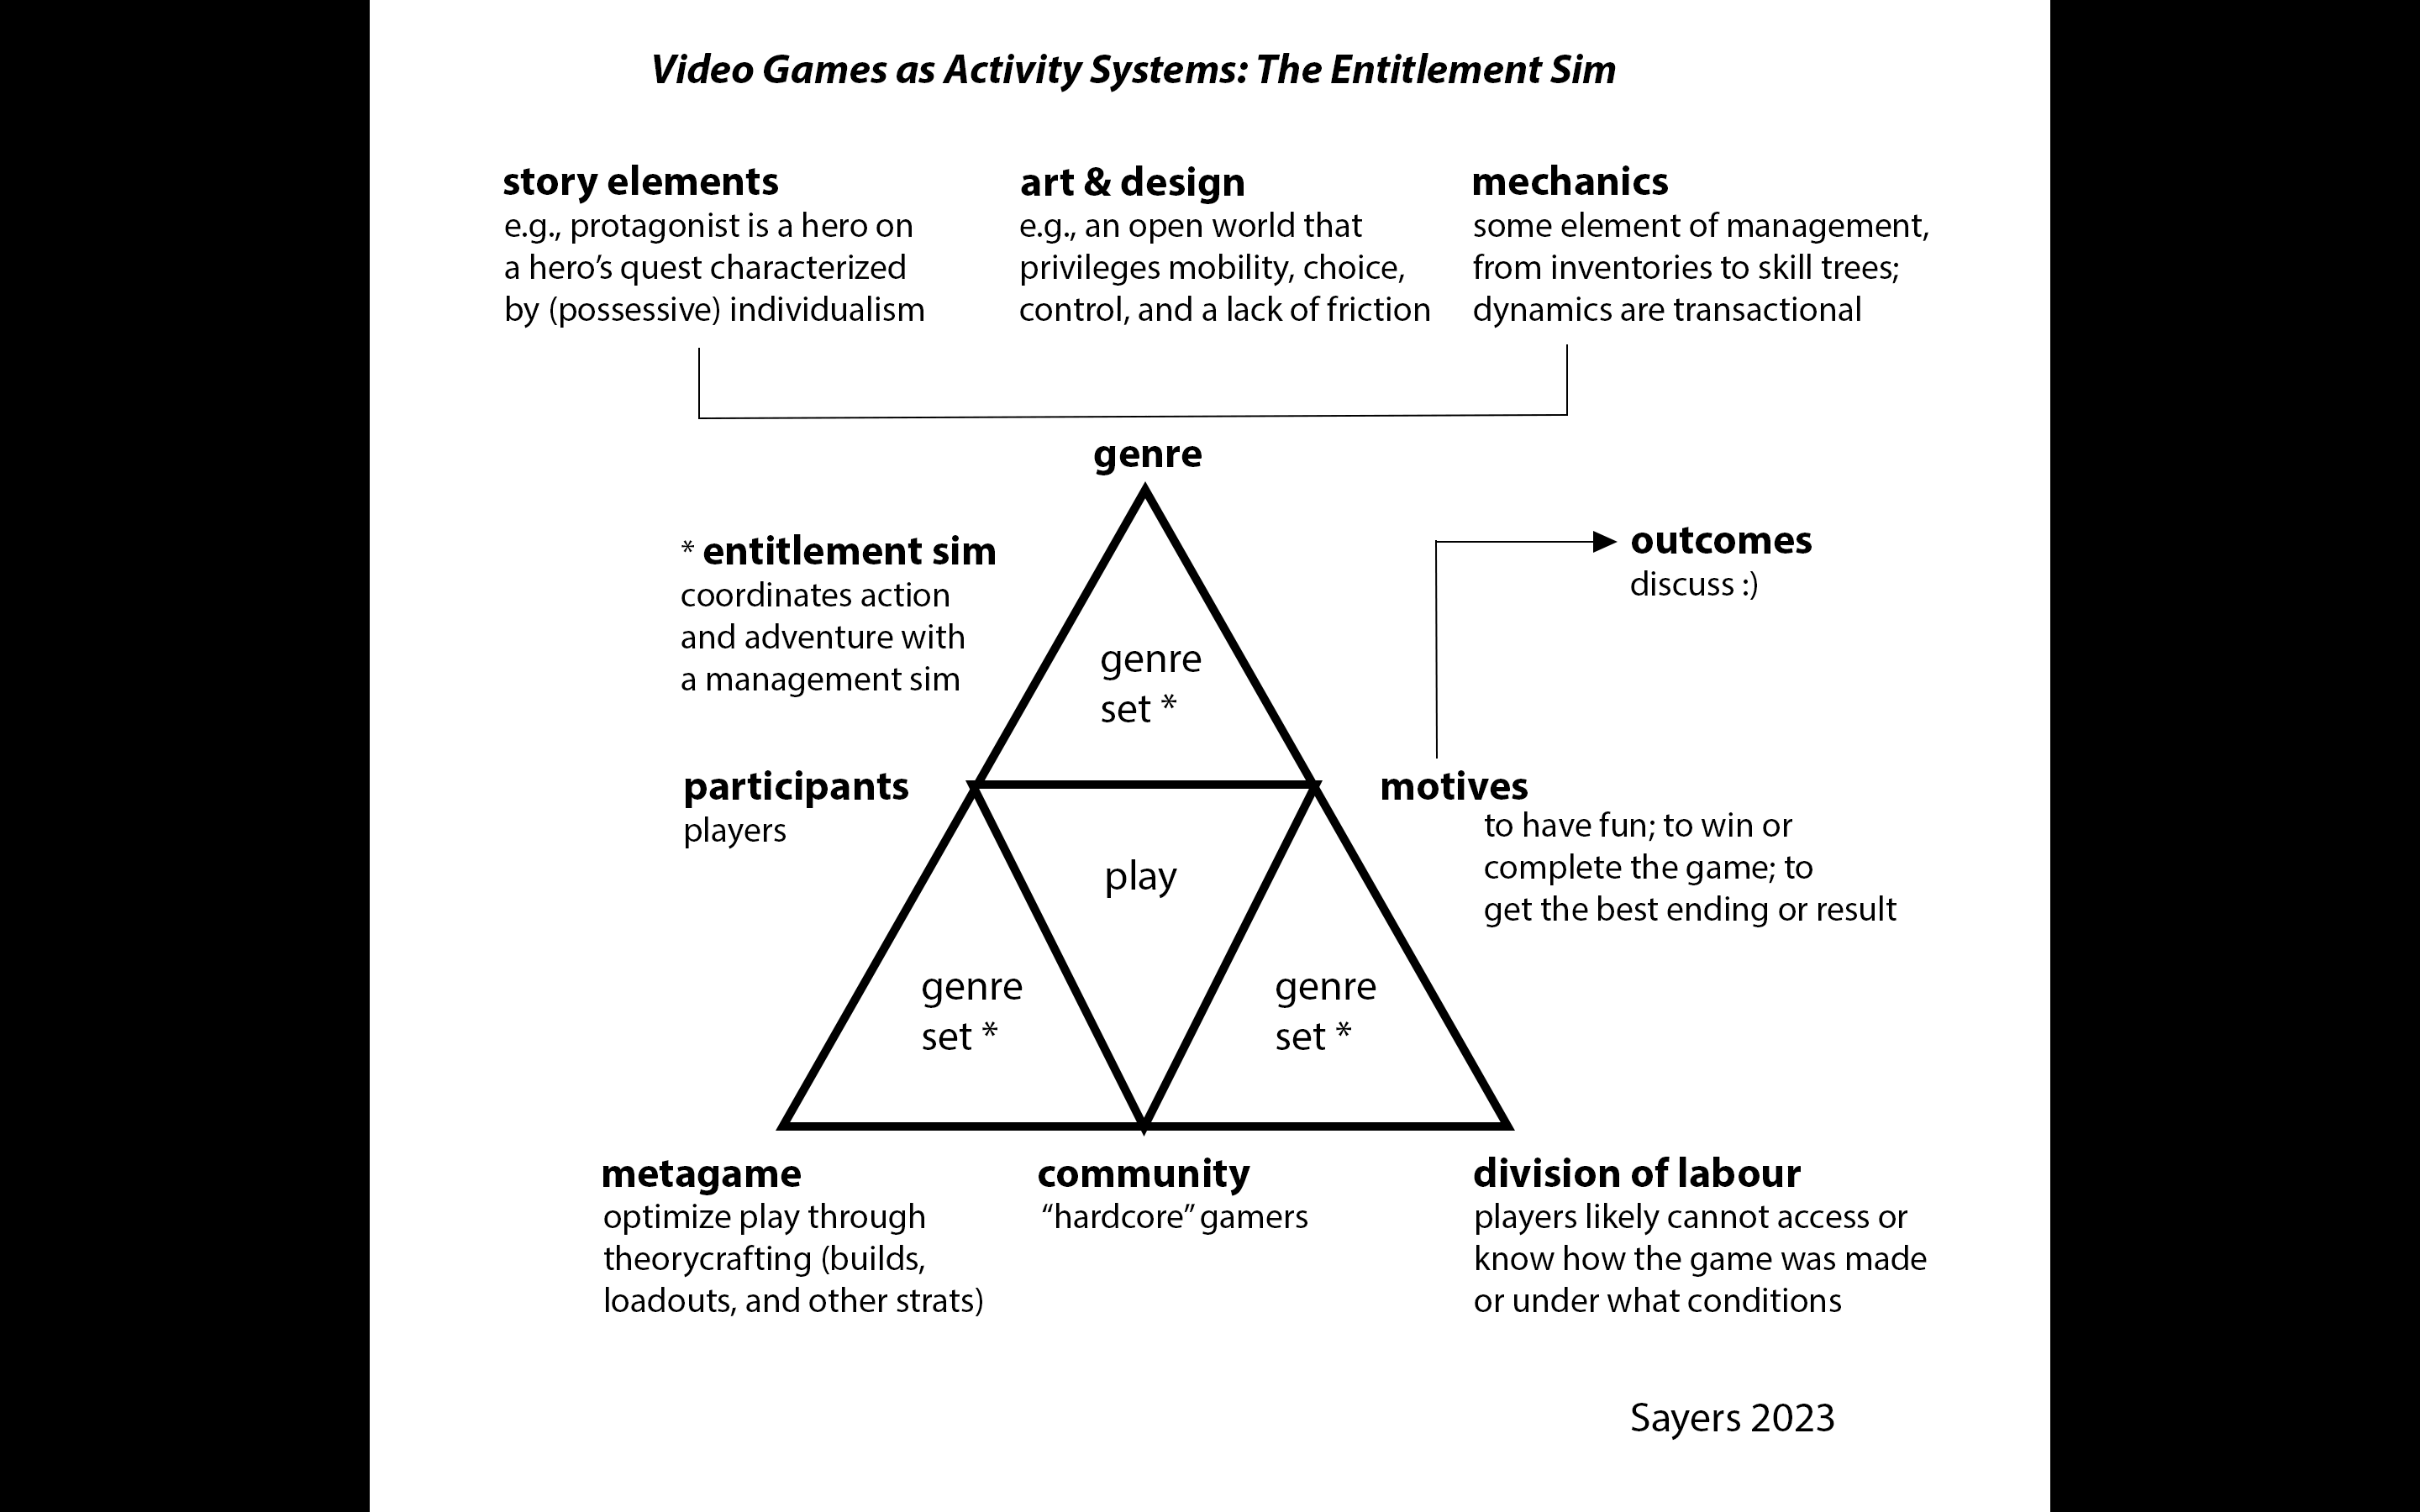 Video Games as Activity Systems: The Entitlement Sim
story elements
e.g., protagonist is a hero on
a hero’s quest characterized
by (possessive) individualism
art & design
e.g., an open world that
privileges mobility, choice,
control, and a lack of friction
mechanics
some element of management,
from inventories to skill trees;
dynamics are transactional
genre
* entitlement sim
coordinates action
and adventure with
a management sim
outcomes
discuss :)
genre
set *
participants
players
motives
to have fun; to win or
complete the game; to
get the best ending or result
play
genre
set *
genre
set *
metagame
optimize play through
theorycrafting (builds,
loadouts, and other strats)
community
“hardcore” gamers
division of labour
players likely cannot access or
know how the game was made
or under what conditions
Sayers 2023